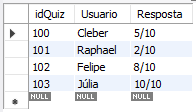 idQuiz Usuario Resposta
100 Cleber 5/10
101 Raphael 2/10
102 Felipe 8/10
103 Júlia 10/10
NULL NULL NULL